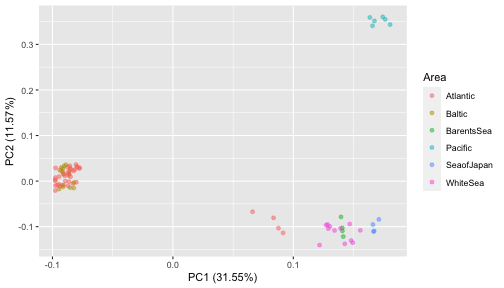 0.3
0.2
0.1
0.0
-0.1
-0.1
0.0
0.1
PC1 (31.55%)
PC2 (11.57%)
Area
Atlantic
Baltic
BarentsSea
Pacific
SeaofJapan
WhiteSea